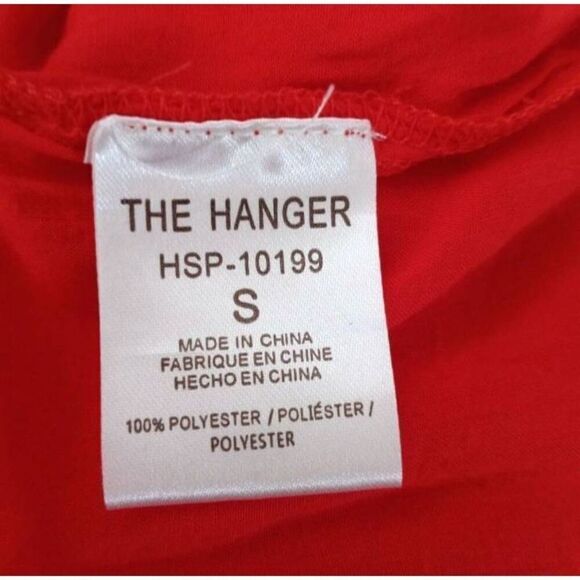 THE HANGER
HSP-10199
S
MADE IN CHINA
FABRIQUE EN CHINE
HECHO EN CHINA
100% POLYESTER / POLIÉSTER /
POLYESTER